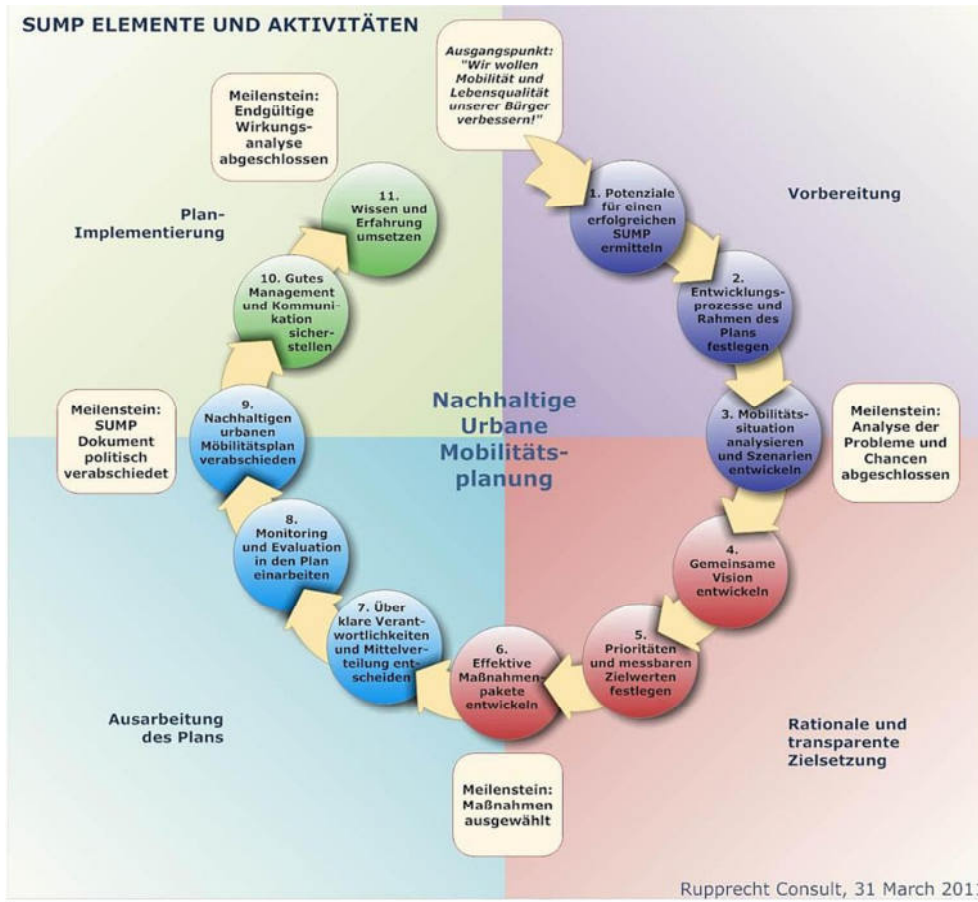 SUMP ELEMENTE UND AKTIVITÄTEN
Ausgangspunkt:
"Wir wollen
Mobilität und
Lebensqualität
unserer Bürger
verbessern!"
Vorbereitung
1. Potenziale
für einen
erfolgreichen
SUMP
ermitteln
2.
Entwicklungs-
prozesse und
Rahmen des
Plans
festlegen
3. Mobilitäts-
situation
analysieren
und Szenarien
entwickeln
Meilenstein:
Analyse der
Probleme und
Chancen
abgeschlossen
4.
Gemeinsame
Vision
entwickeln
5.
Prioritäten
und messbaren
Zielwerten
festlegen
Rationale und
transparente
Zielsetzung
6.
Effektive
Maßnahmen-
pakete
entwickeln
Meilenstein:
Maßnahmen
ausgewählt
7. Über
klare Verant-
wortlichkeiten
und Mittelver-
teilung ent-
scheiden
8.
Monitoring
und Evaluation
in den Plan
einarbeiten
Ausarbeitung
des Plans
9.
Nachhaltigen
urbanen
Möbilitätsplan
verabschieden
Meilenstein:
SUMP
Dokument
politisch
verabschiedet
10. Gutes
Management
und Kommuni-
kation
sicher-
stellen
11.
Wissen und
Erfahrung
umsetzen
Plan-
Implementierung
Meilenstein:
Endgültige
Wirkungs-
analyse
abgeschlossen
Nachhaltige
Urbane
Mobilitäts-
planung
Rupprecht Consult, 31 March